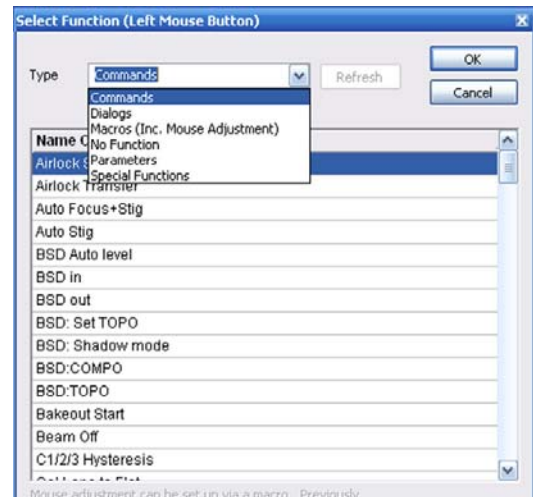 Select Function (Left Mouse Button)
OK
Type Commands Refresh
Cancel
Commands
Dialogs
Macros (Inc. Mouse Adjustment)
No Function
Parameters
Special Functions
Name
Airlock
Airlock Transfer
Auto Focus+Stig
Auto Stig
BSD Auto level
BSD in
BSD out
BSD: Set TOPO
BSD: Shadow mode
BSD:COMPO
BSD:TOPO
Bakeout Start
Beam Off
C1/2/3 Hysteresis
Mouse adjustment can be set up via a macro. Previously